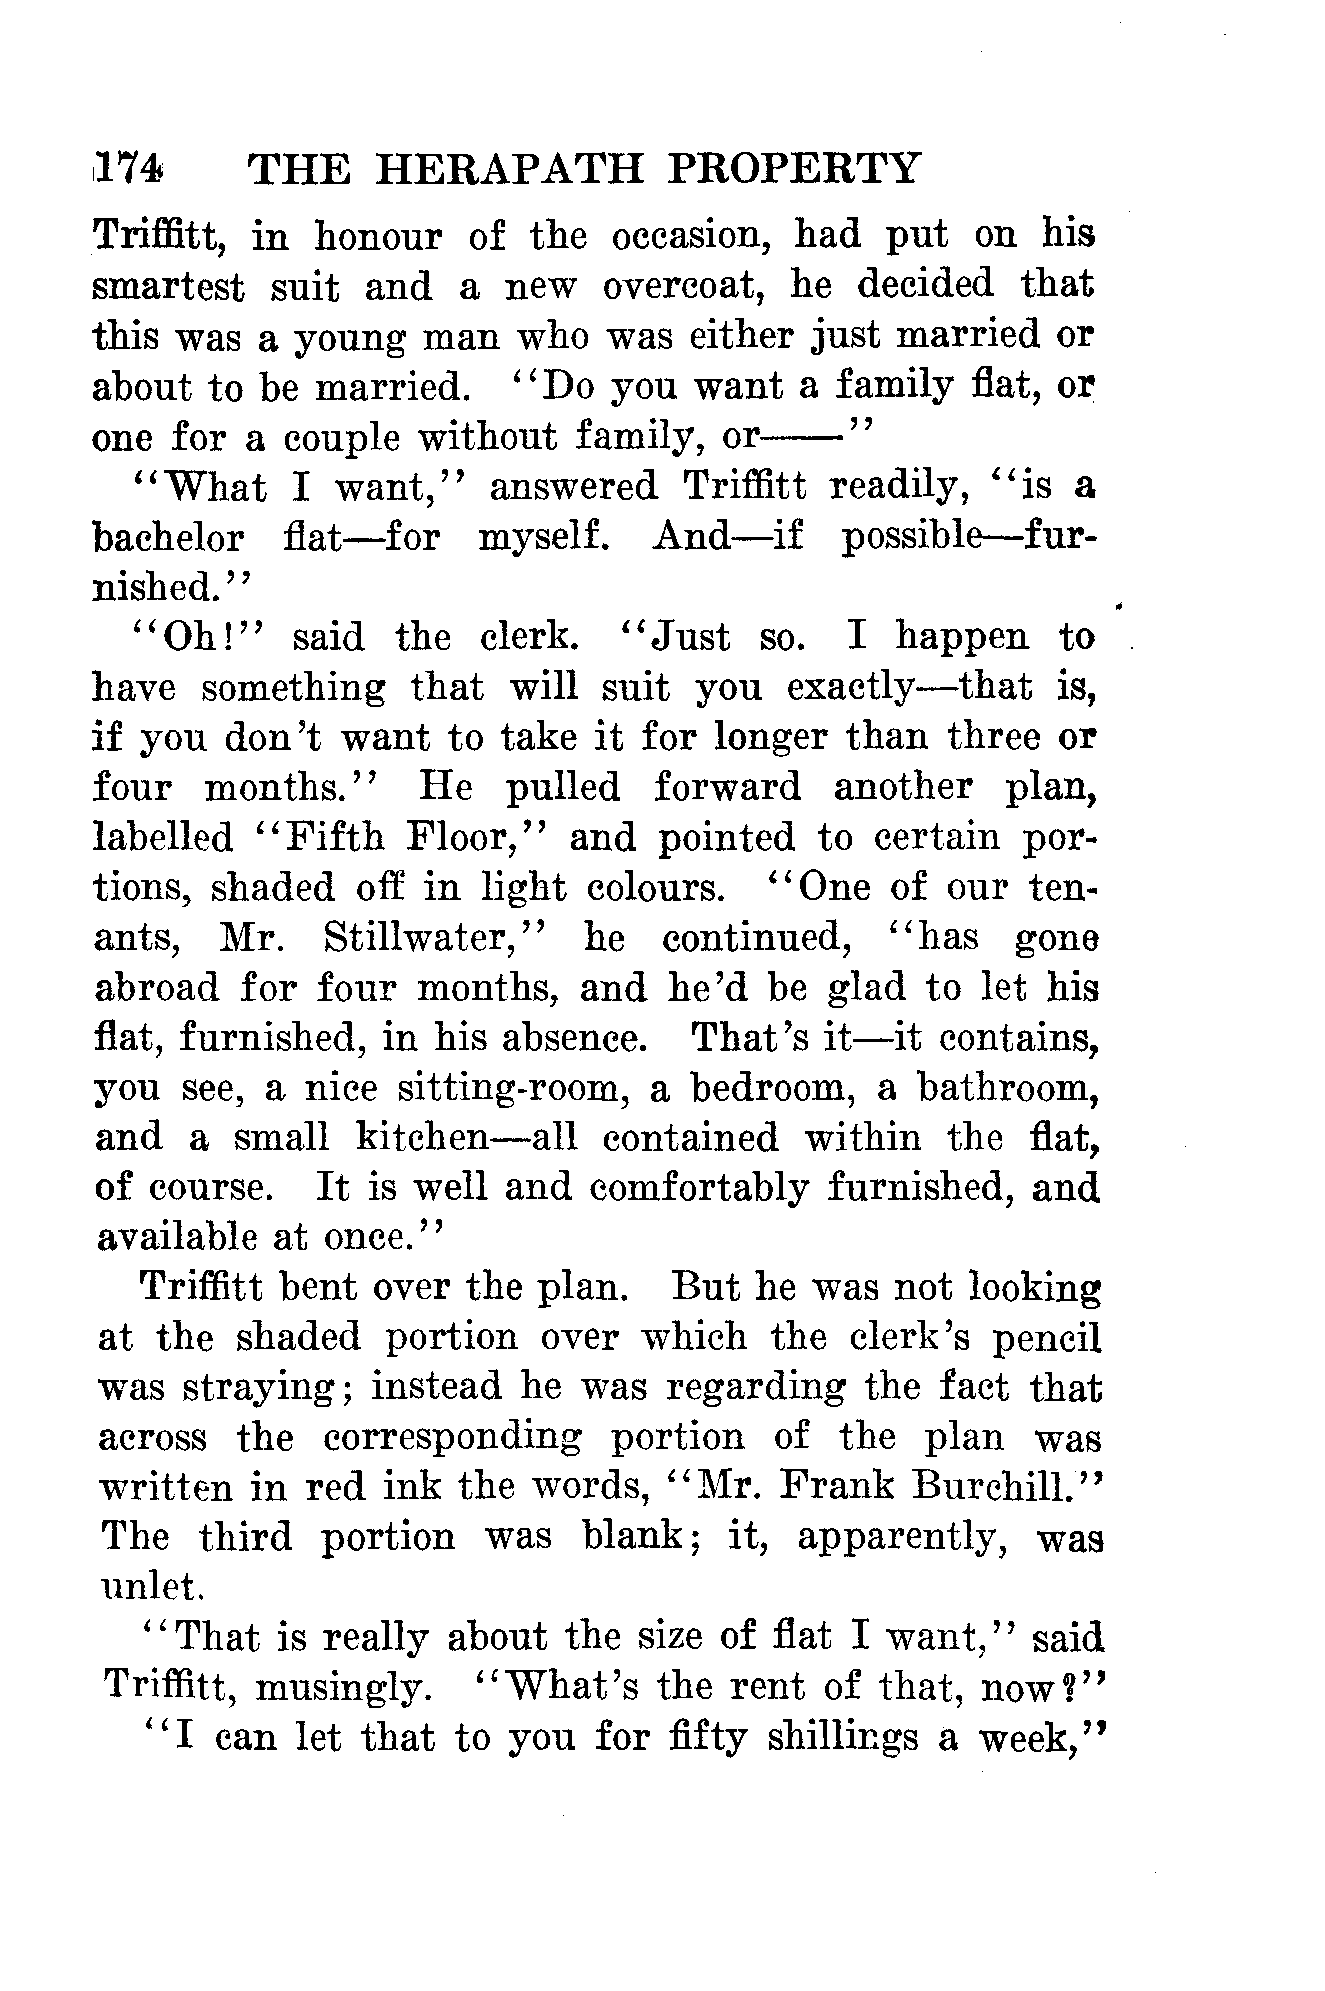 174 THE HERAPATH PROPERTY
Triffitt, in honour of the occasion, had put on his
smartest suit and a new overcoat, he decided that
this was a young man who was either just married or
about to be married. "Do you want a family flat, or
one for a couple without family, or——"
"What I want," answered Triffitt readily, "is a
bachelor flat—for myself. And—if possible—fur-
nished."
"Oh!" said the clerk. "Just so. I happen to
have something that will suit you exactly—that is,
if you don't want to take it for longer than three or
four months." He pulled forward another plan,
labelled "Fifth Floor," and pointed to certain por-
tions, shaded off in light colours. "One of our ten-
ants, Mr. Stillwater," he continued, "has gone
abroad for four months, and he'd be glad to let his
flat, furnished, in his absence. That's it—it contains,
you see, a nice sitting-room, a bedroom, a bathroom,
and a small kitchen—all contained within the flat,
of course. It is well and comfortably furnished, and
available at once."
Triffitt bent over the plan. But he was not looking
at the shaded portion over which the clerk's pencil
was straying; instead he was regarding the fact that
across the corresponding portion of the plan was
written in red ink the words, "Mr. Frank Burchill."
The third portion was blank; it, apparently, was
unlet.
"That is really about the size of flat I want," said
Triffitt, musingly. "What's the rent of that, now?"
"I can let that to you for fifty shillings a week,"